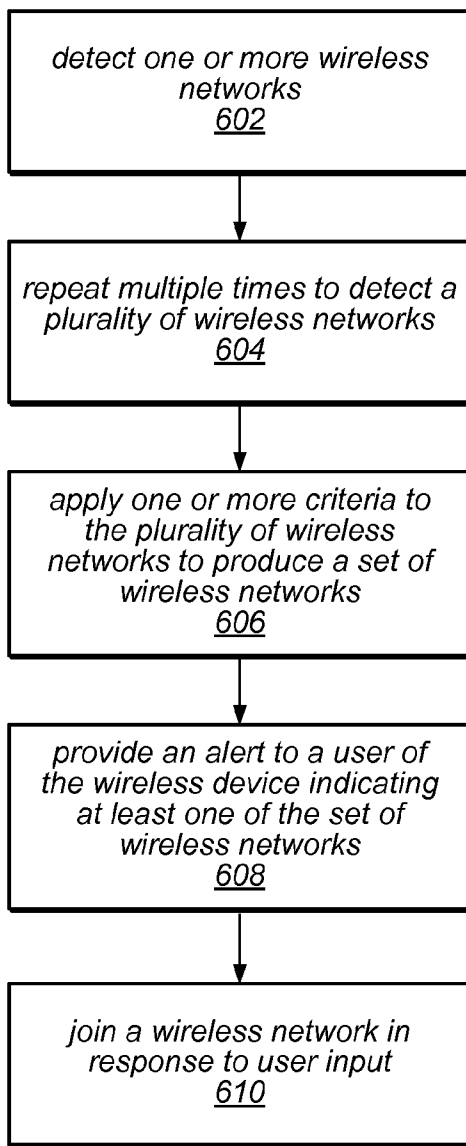 detect one or more wireless
networks
602
repeat multiple times to detect a
plurality of wireless networks
604
apply one or more criteria to
the plurality of wireless
networks to produce a set of
wireless networks
606
provide an alert to a user of
the wireless device indicating
at least one of the set of
wireless networks
608
join a wireless network in
response to user input
610